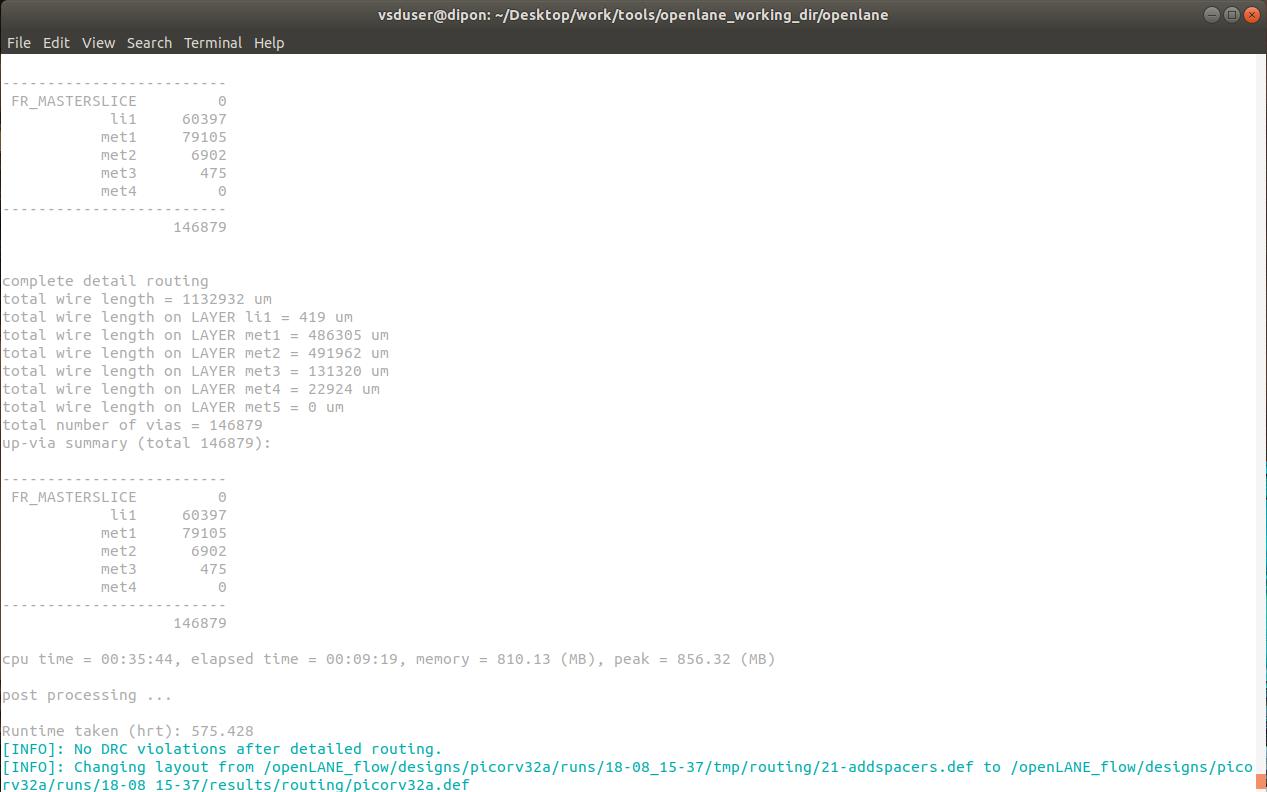 vsduser@dipon: ~/Desktop/work/tools/openlane_working_dir/openlane
File Edit View Search Terminal Help
-------------------------
FR_MASTERSLICE 0
li1 60397
met1 79105
met2 6902
met3 475
met4 0
-------------------------
146879
complete detail routing
total wire length = 1132932 um
total wire length on LAYER li1 = 419 um
total wire length on LAYER met1 = 486305 um
total wire length on LAYER met2 = 491962 um
total wire length on LAYER met3 = 131320 um
total wire length on LAYER met4 = 22924 um
total wire length on LAYER met5 = 0 um
total number of vias = 146879
up-via summary (total 146879):
-------------------------
FR_MASTERSLICE 0
li1 60397
met1 79105
met2 6902
met3 475
met4 0
-------------------------
146879
cpu time = 00:35:44, elapsed time = 00:09:19, memory = 810.13 (MB), peak = 856.32 (MB)
post processing ...
Runtime taken (hrt): 575.428
[INFO]: No DRC violations after detailed routing.
[INFO]: Changing layout from /openLANE_flow/designs/picorv32a/runs/18-08_15-37/tmp/routing/21-addspacers.def to /openLANE_flow/designs/pico
rv32a/runs/18-08_15-37/results/routing/picorv32a.def